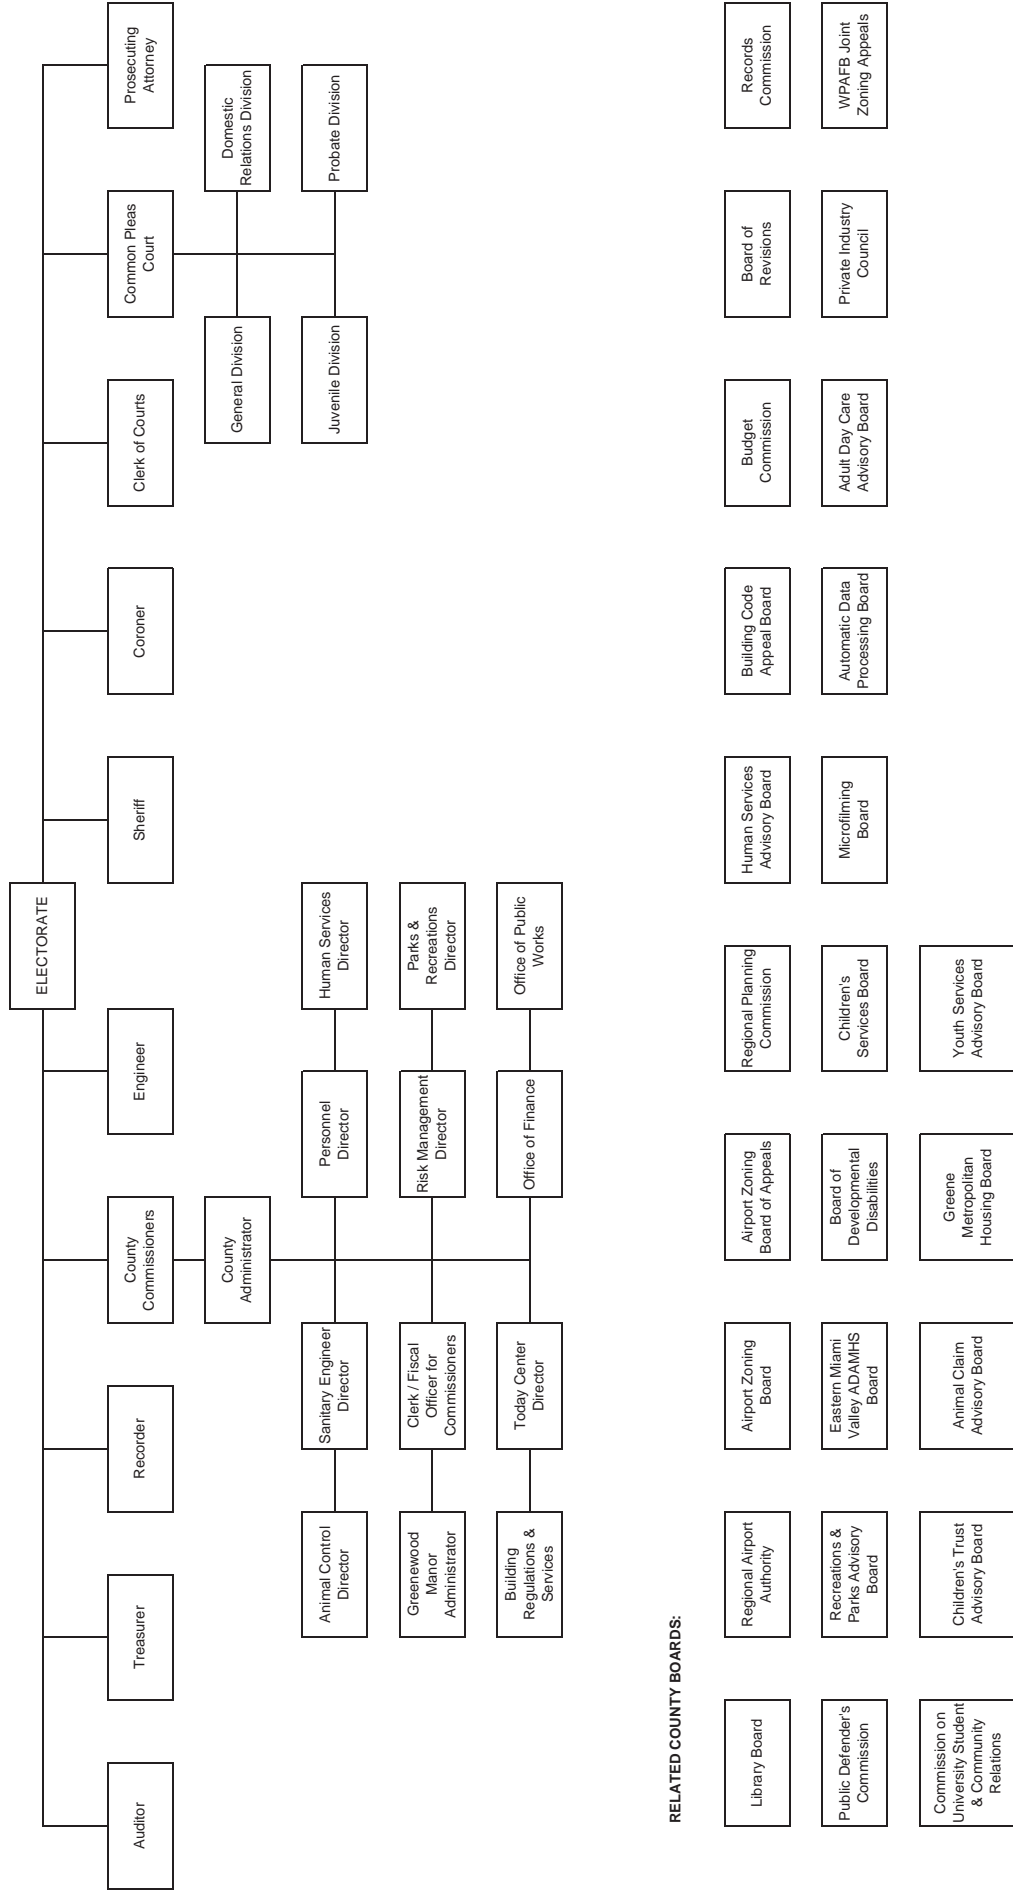 ELECTORATE
Auditor
Treasurer
Recorder
County
Commissioners
Engineer
Sheriff
Coroner
Clerk of Courts
Common Pleas
Court
Prosecuting
Attorney
County
Administrator
General Division
Domestic
Relations Division
Animal Control
Director
Sanitary Engineer
Director
Personnel
Director
Human Services
Director
Juvenile Division
Probate Division
Greenewood
Manor
Administrator
Clerk / Fiscal
Officer for
Commissioners
Risk Management
Director
Parks &
Recreations
Director
Building
Regulations &
Services
Today Center
Director
Office of Finance
Office of Public
Works
RELATED COUNTY BOARDS:
Library Board
Regional Airport
Authority
Airport Zoning
Board
Airport Zoning
Board of Appeals
Regional Planning
Commission
Human Services
Advisory Board
Building Code
Appeal Board
Budget
Commission
Board of
Revisions
Records
Commission
Public Defender's
Commission
Recreations &
Parks Advisory
Board
Eastern Miami
Valley ADAMHS
Board
Board of
Developmental
Disabilities
Children's
Services Board
Microfilming
Board
Automatic Data
Processing Board
Adult Day Care
Advisory Board
Private Industry
Council
WPAFB Joint
Zoning Appeals
Commission on
University Student
& Community
Relations
Children's Trust
Advisory Board
Animal Claim
Advisory Board
Greene
Metropolitan
Housing Board
Youth Services
Advisory Board